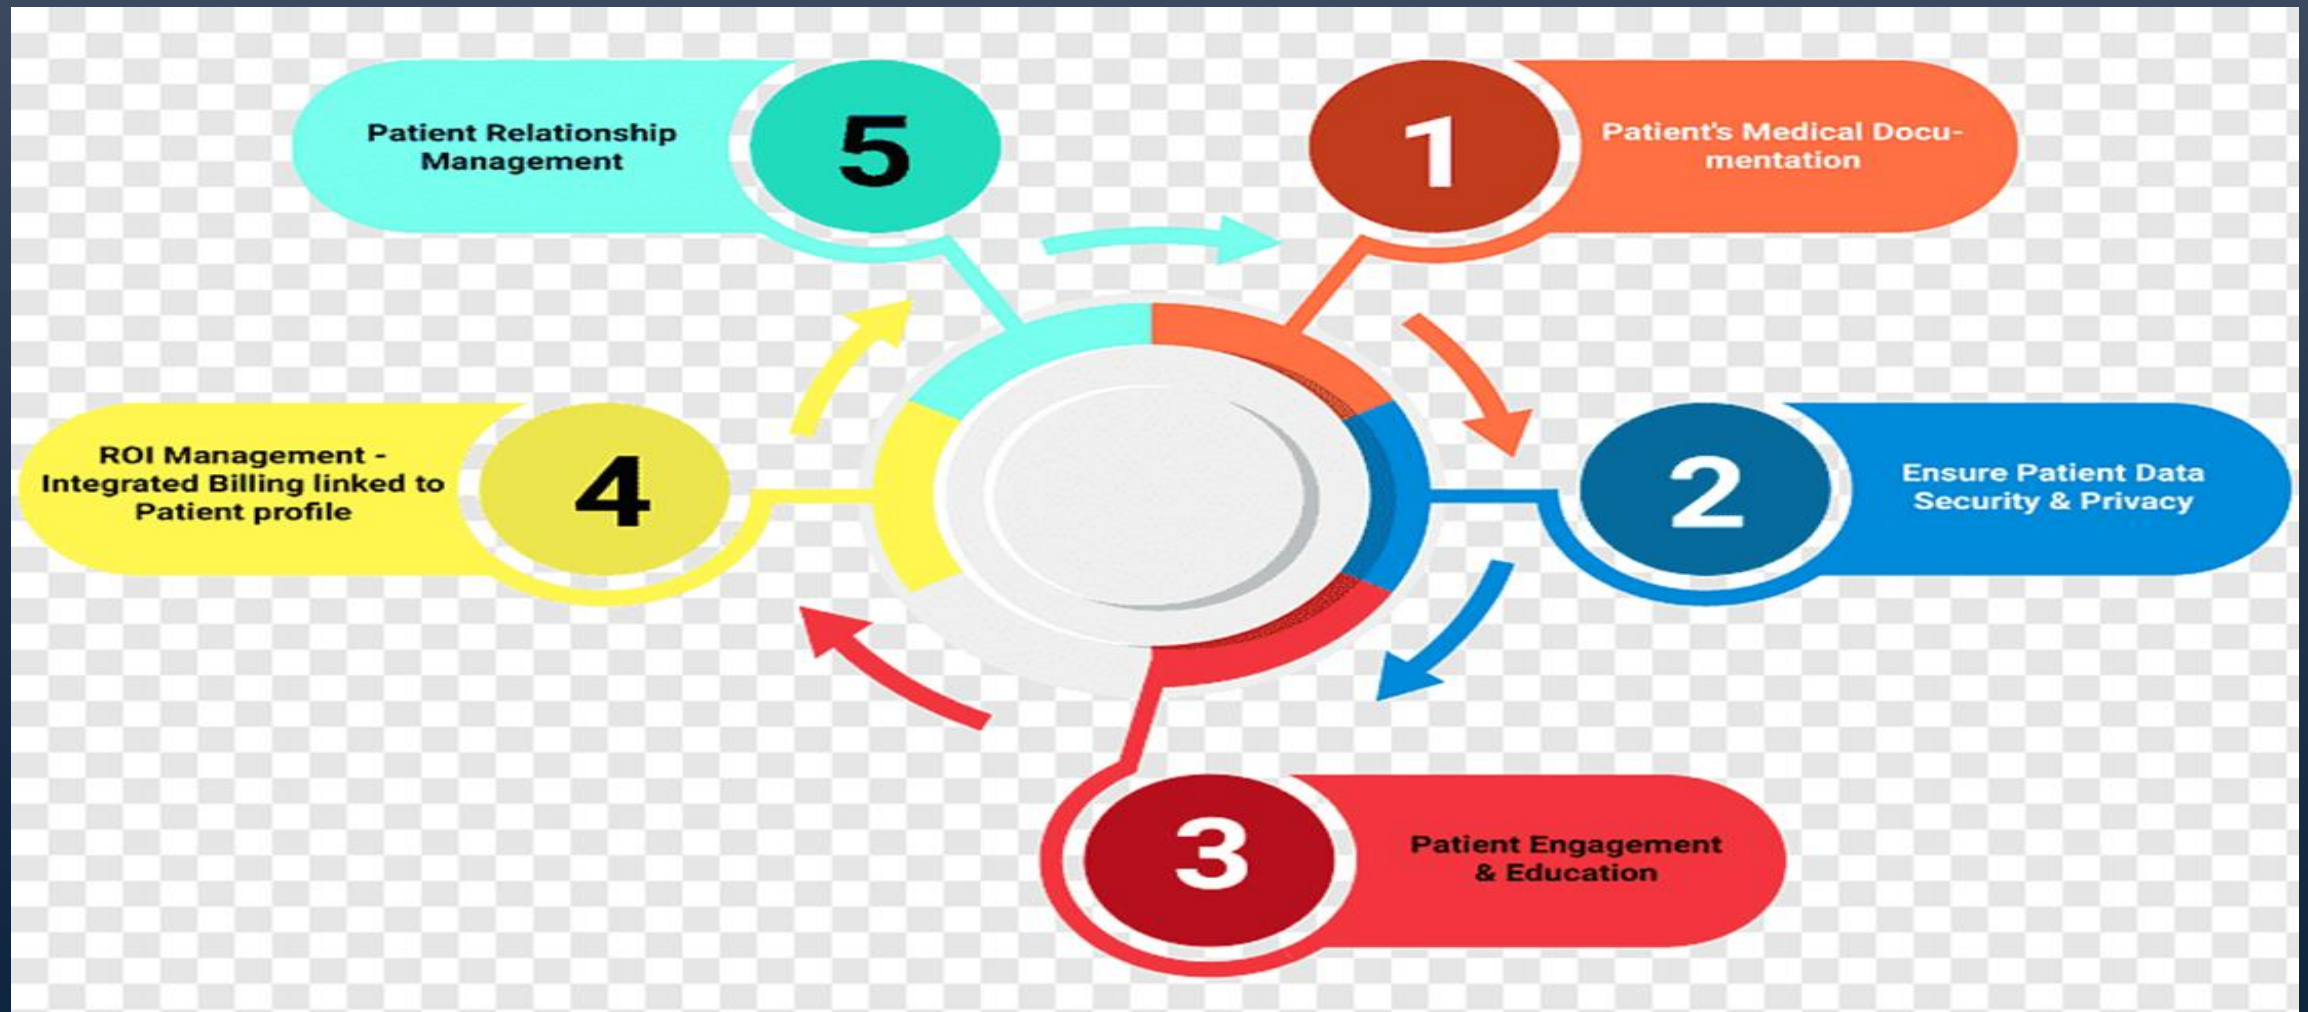 1
Patient's Medical Docu-
mentation
2
Ensure Patient Data
Security & Privacy
3
Patient Engagement
& Education
4
ROI Management -
Integrated Billing linked to
Patient profile
5
Patient Relationship
Management